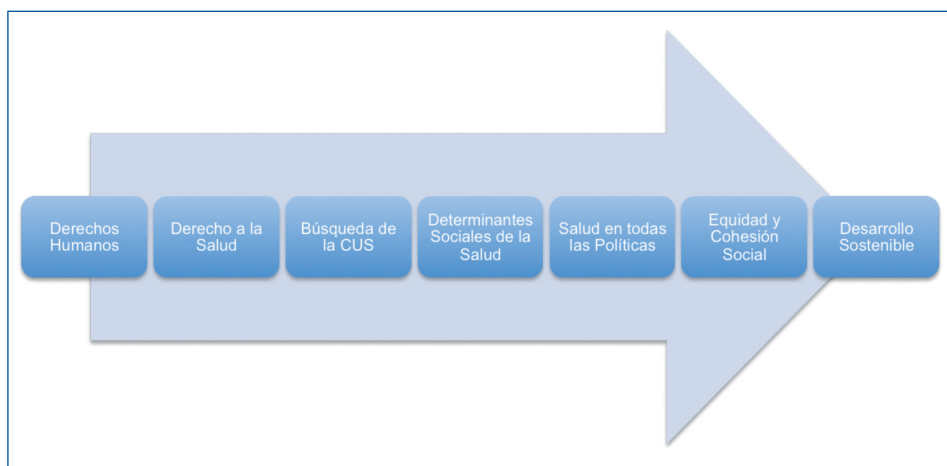 Derechos
Humanos
Derecho a la
Salud
Búsqueda de
la CUS
Determinantes
Sociales de la
Salud
Salud en todas
las Políticas
Equidad y
Cohesión
Social
Desarrollo
Sostenible